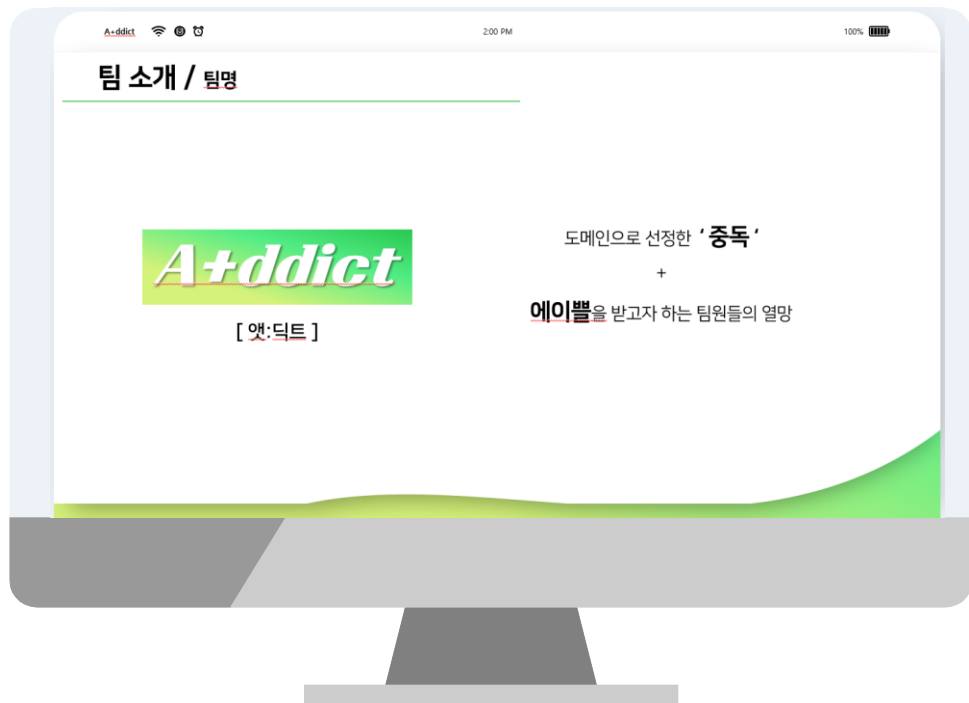 A+ddict
2:00 PM
100%
팀 소개 / 팀명
A+ddict
[ 앳:딕트 ]
도메인으로 선정한 ‘ 중독 ‘
+
에이쁠을 받고자 하는 팀원들의 열망